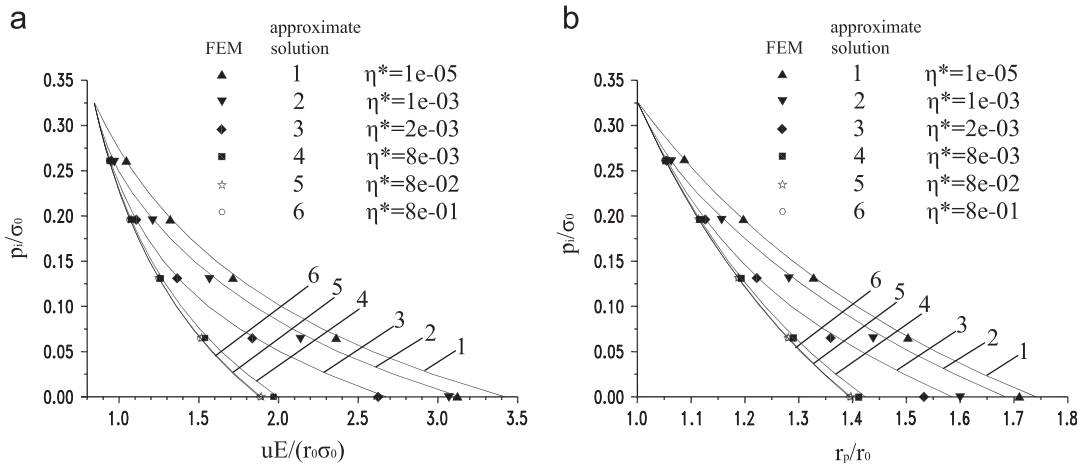 a
approximate
FEM solution
1 η*=1e-05
2 η*=1e-03
3 η*=2e-03
4 η*=8e-03
5 η*=8e-02
6 η*=8e-01
pi/σ0
0.35
0.30
0.25
0.20
0.15
0.10
0.05
0.00
6
5
4
3
2
1
1.0 1.5 2.0 2.5 3.0 3.5
uE/(r0σ0)
b
approximate
FEM solution
1 η*=1e-05
2 η*=1e-03
3 η*=2e-03
4 η*=8e-03
5 η*=8e-02
6 η*=8e-01
pi/σ0
0.35
0.30
0.25
0.20
0.15
0.10
0.05
0.00
6
5
4
3
2
1
1.0 1.1 1.2 1.3 1.4 1.5 1.6 1.7 1.8
rp/r0